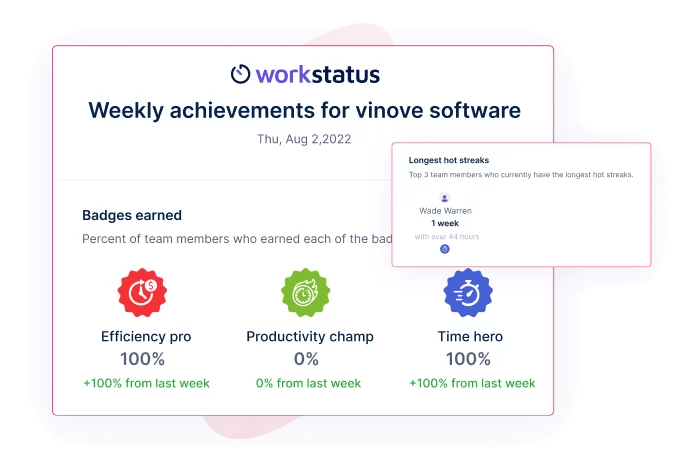 workstatus
Weekly achievements for vinove software
Thu, Aug 2,2022
Longest hot streaks
Top 3 team members who currently have the longest hot streaks.
Wade Warren
1 week
with over 44 hours
Badges earned
Percent of team members who earned each of the bad
$
Efficiency pro
Productivity champ
Time hero
100%
0%
100%
+100% from last week
0% from last week
+100% from last week